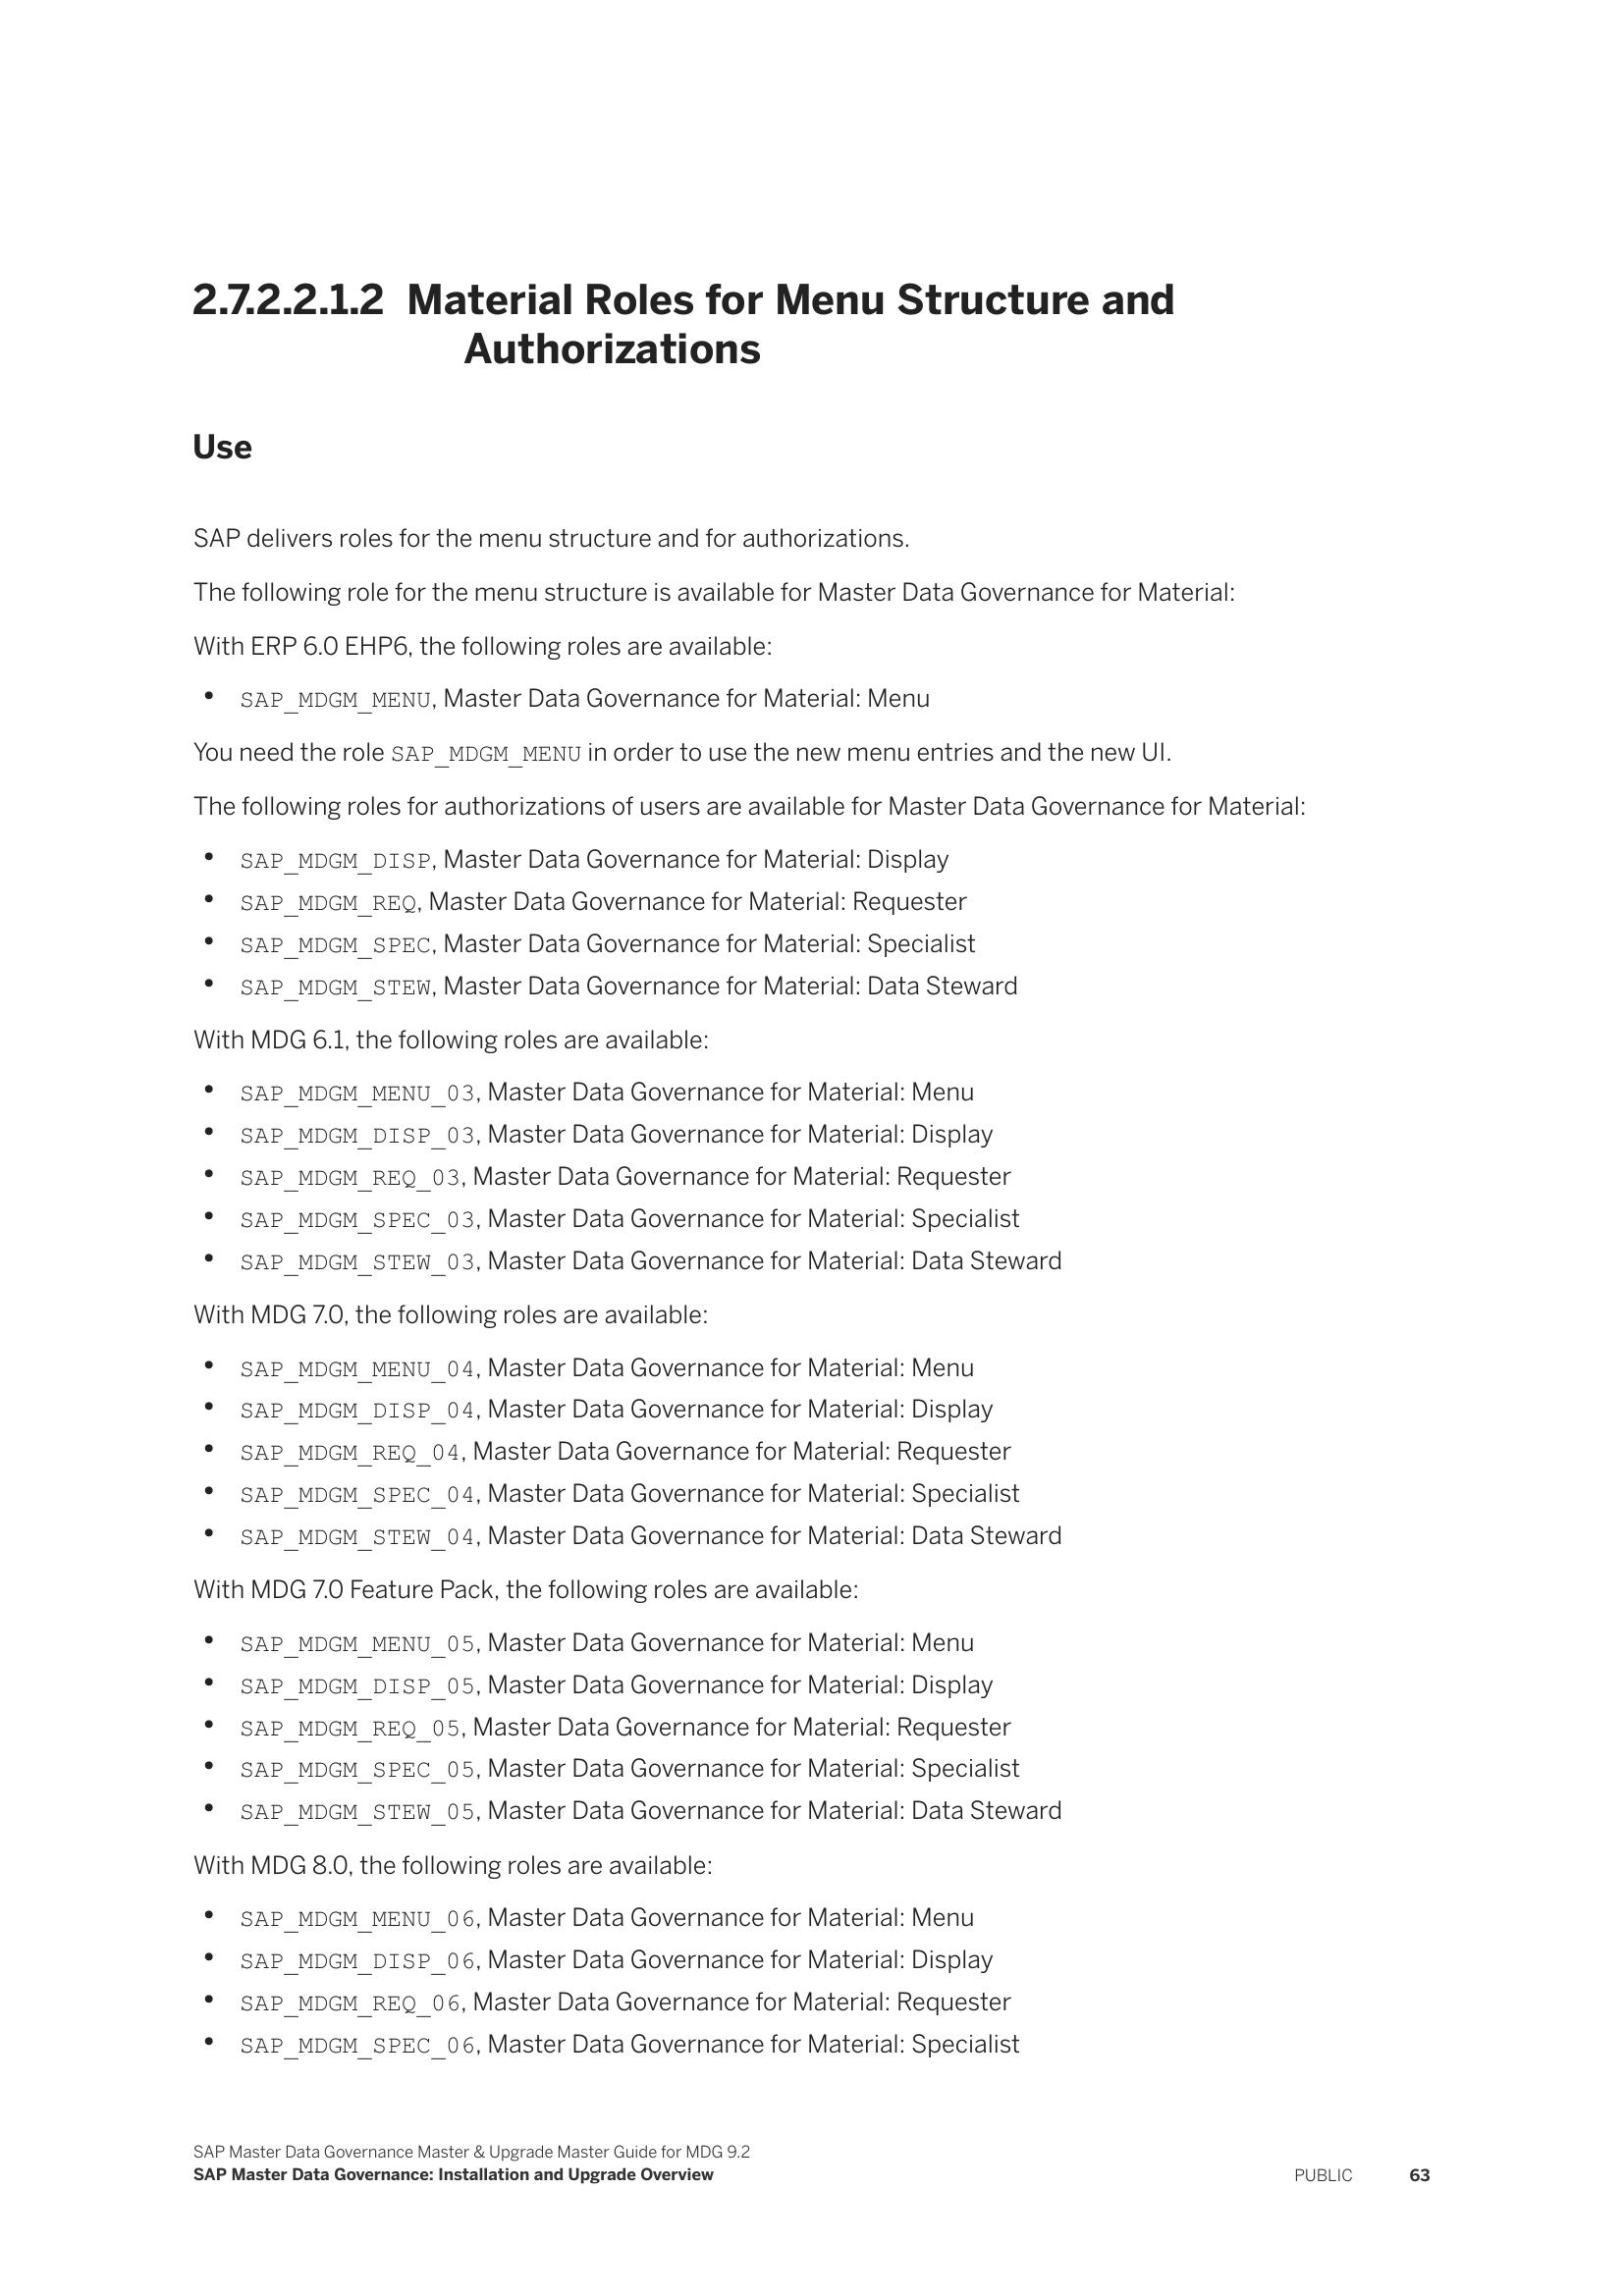 2.7.2.2.1.2 Material Roles for Menu Structure and
Authorizations
Use
SAP delivers roles for the menu structure and for authorizations.
The following role for the menu structure is available for Master Data Governance for Material:
With ERP 6.0 EHP6, the following roles are available:
• SAP_MDGM_MENU, Master Data Governance for Material: Menu
You need the role SAP_MDGM_MENU in order to use the new menu entries and the new UI.
The following roles for authorizations of users are available for Master Data Governance for Material:
• SAP_MDGM_DISP, Master Data Governance for Material: Display
• SAP_MDGM_REQ, Master Data Governance for Material: Requester
• SAP_MDGM_SPEC, Master Data Governance for Material: Specialist
• SAP_MDGM_STEW, Master Data Governance for Material: Data Steward
With MDG 6.1, the following roles are available:
• SAP_MDGM_MENU_03, Master Data Governance for Material: Menu
• SAP_MDGM_DISP_03, Master Data Governance for Material: Display
• SAP_MDGM_REQ_03, Master Data Governance for Material: Requester
• SAP_MDGM_SPEC_03, Master Data Governance for Material: Specialist
• SAP_MDGM_STEW_03, Master Data Governance for Material: Data Steward
With MDG 7.0, the following roles are available:
• SAP_MDGM_MENU_04, Master Data Governance for Material: Menu
• SAP_MDGM_DISP_04, Master Data Governance for Material: Display
• SAP_MDGM_REQ_04, Master Data Governance for Material: Requester
• SAP_MDGM_SPEC_04, Master Data Governance for Material: Specialist
• SAP_MDGM_STEW_04, Master Data Governance for Material: Data Steward
With MDG 7.0 Feature Pack, the following roles are available:
• SAP_MDGM_MENU_05, Master Data Governance for Material: Menu
• SAP_MDGM_DISP_05, Master Data Governance for Material: Display
• SAP_MDGM_REQ_05, Master Data Governance for Material: Requester
• SAP_MDGM_SPEC_05, Master Data Governance for Material: Specialist
• SAP_MDGM_STEW_05, Master Data Governance for Material: Data Steward
With MDG 8.0, the following roles are available:
• SAP_MDGM_MENU_06, Master Data Governance for Material: Menu
• SAP_MDGM_DISP_06, Master Data Governance for Material: Display
• SAP_MDGM_REQ_06, Master Data Governance for Material: Requester
• SAP_MDGM_SPEC_06, Master Data Governance for Material: Specialist
SAP Master Data Governance Master & Upgrade Master Guide for MDG 9.2
SAP Master Data Governance: Installation and Upgrade Overview PUBLIC 63